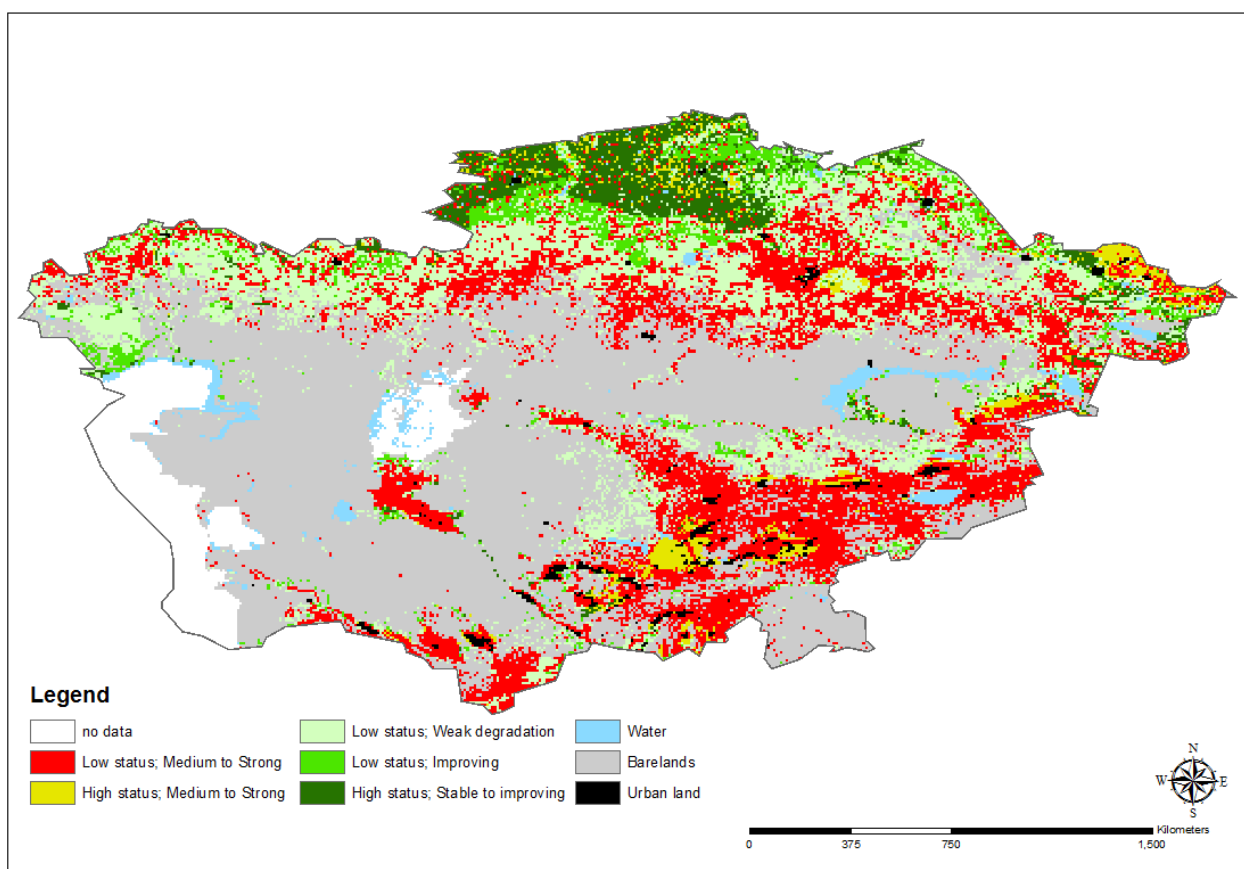 Legend
no data
Low status; Medium to Strong
High status; Medium to Strong
Low status; Weak degradation
Low status; Improving
High status; Stable to improving
Water
Barelands
Urban land
N
W E
S
Kilometers
0 375 750 1,500